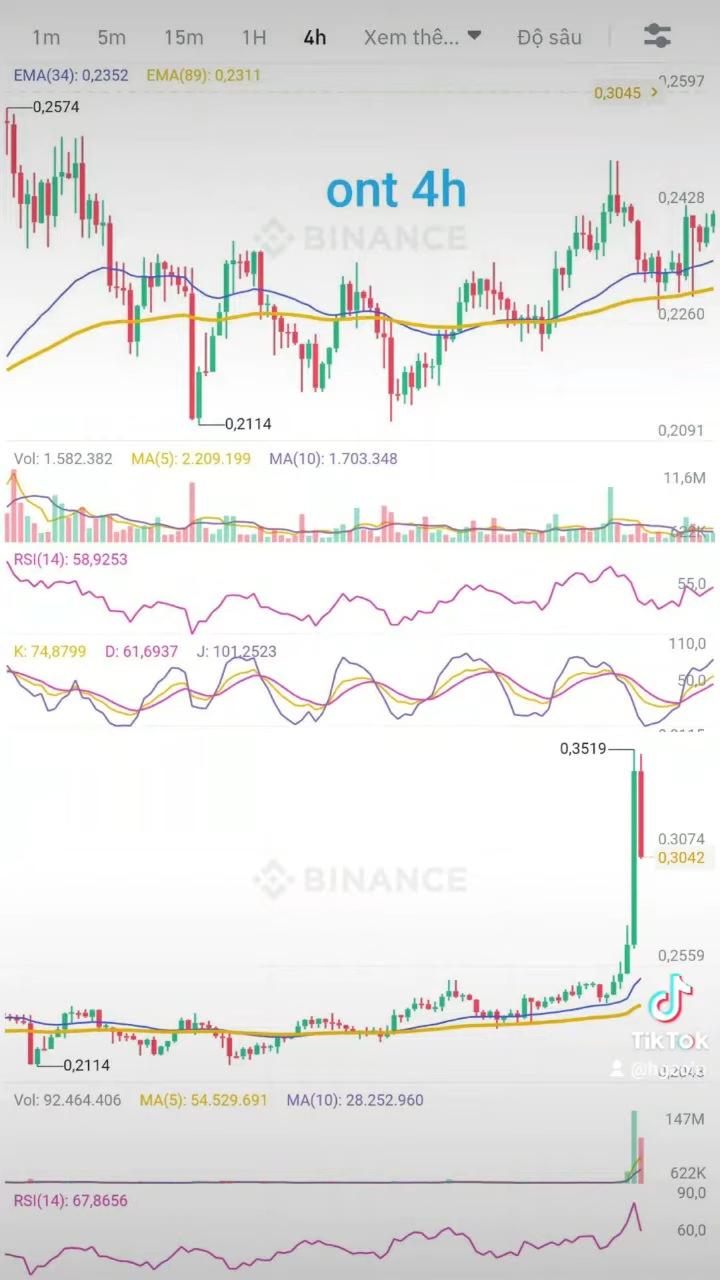 1m 5m 15m 1H 4h Xem thê... Độ sâu
EMA(34): 0,2352 EMA(89): 0,2311
0,2597
0,3045
0,2574
ont 4h
0,2428
BINANCE
0,2260
0,2114
0,2091
Vol: 1.582.382 MA(5): 2.209.199 MA(10): 1.703.348
11,6M
622K
RSI(14): 58,9253
55,0
110,0
K: 74,8799 D: 61,6937 J: 101,2523
50,0
0,3519
0,3074
0,3042
BINANCE
0,2559
TikTok
0,2114
Vol: 92.464.406 MA(5): 54.529.691 MA(10): 28.252.960
147M
622K
90,0
RSI(14): 67,8656
60,0